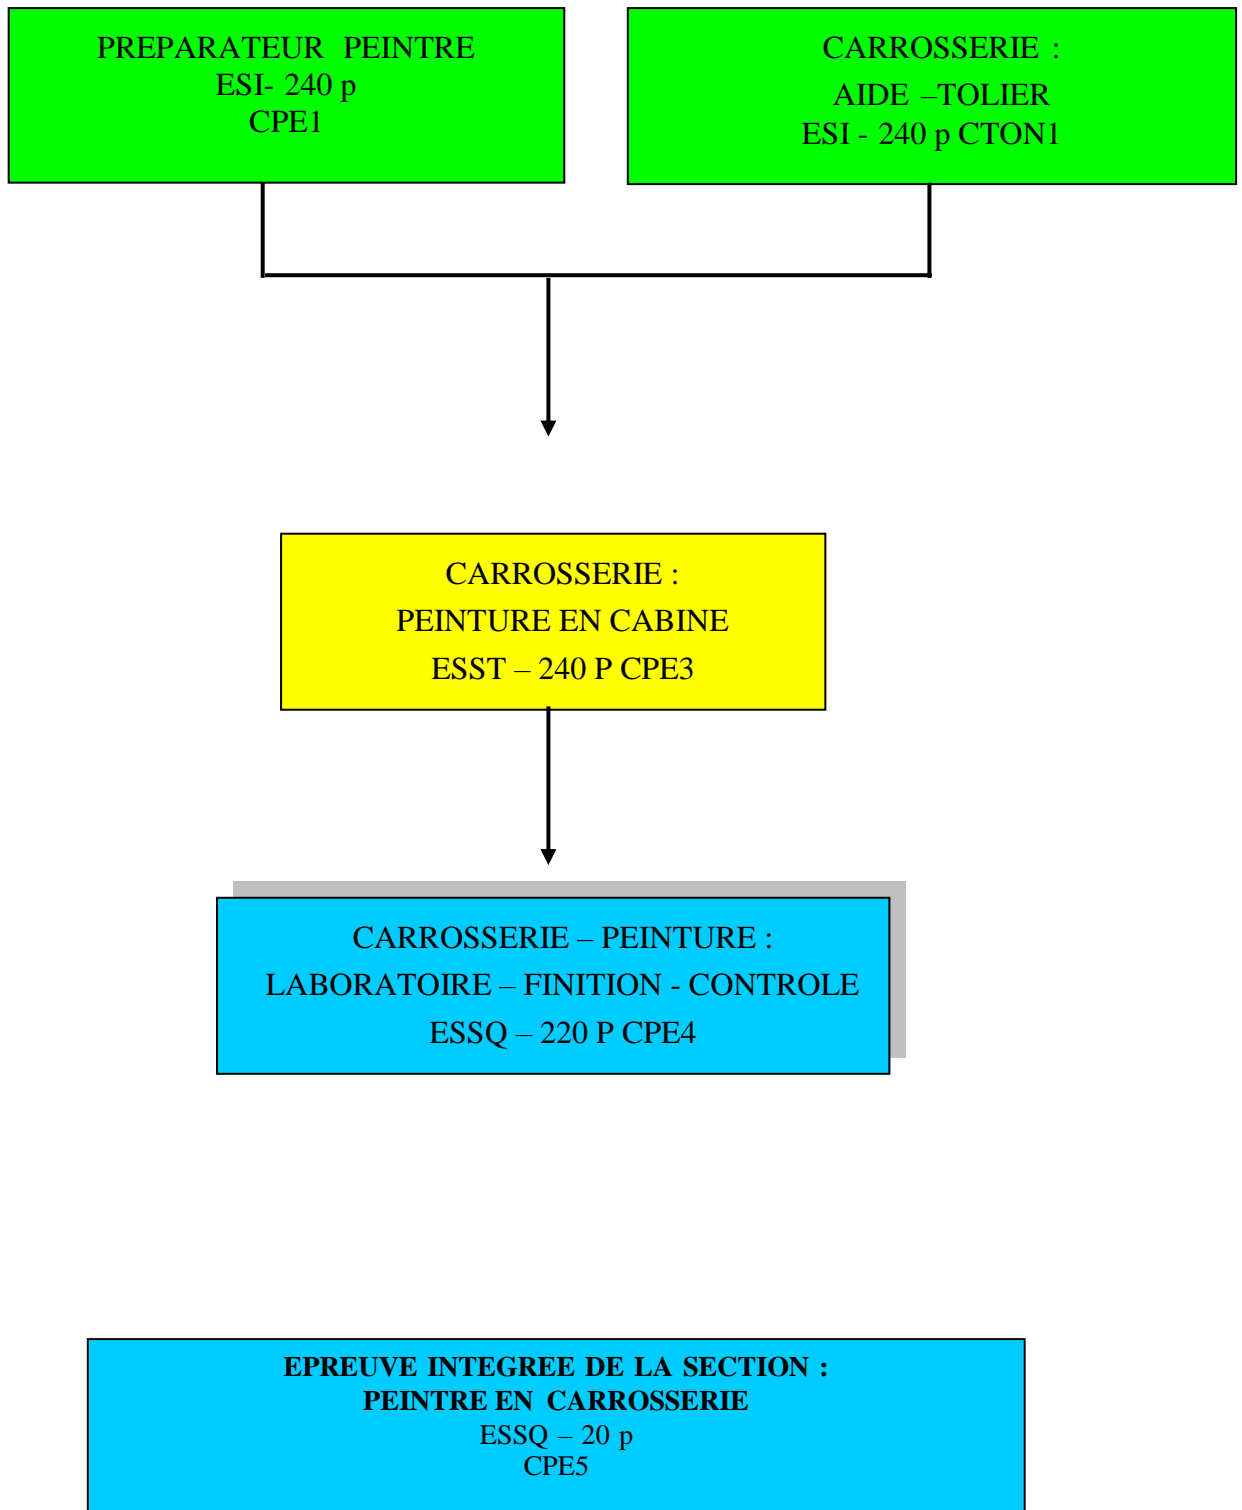 PREPARATEUR PEINTRE
ESI- 240 p
CPE1
CARROSSERIE :
AIDE –TOLIER
ESI - 240 p CTON1
CARROSSERIE :
PEINTURE EN CABINE
ESST – 240 P CPE3
CARROSSERIE – PEINTURE :
LABORATOIRE – FINITION - CONTROLE
ESSQ – 220 P CPE4
EPREUVE INTEGREE DE LA SECTION :
PEINTRE EN CARROSSERIE
ESSQ – 20 p
CPE5